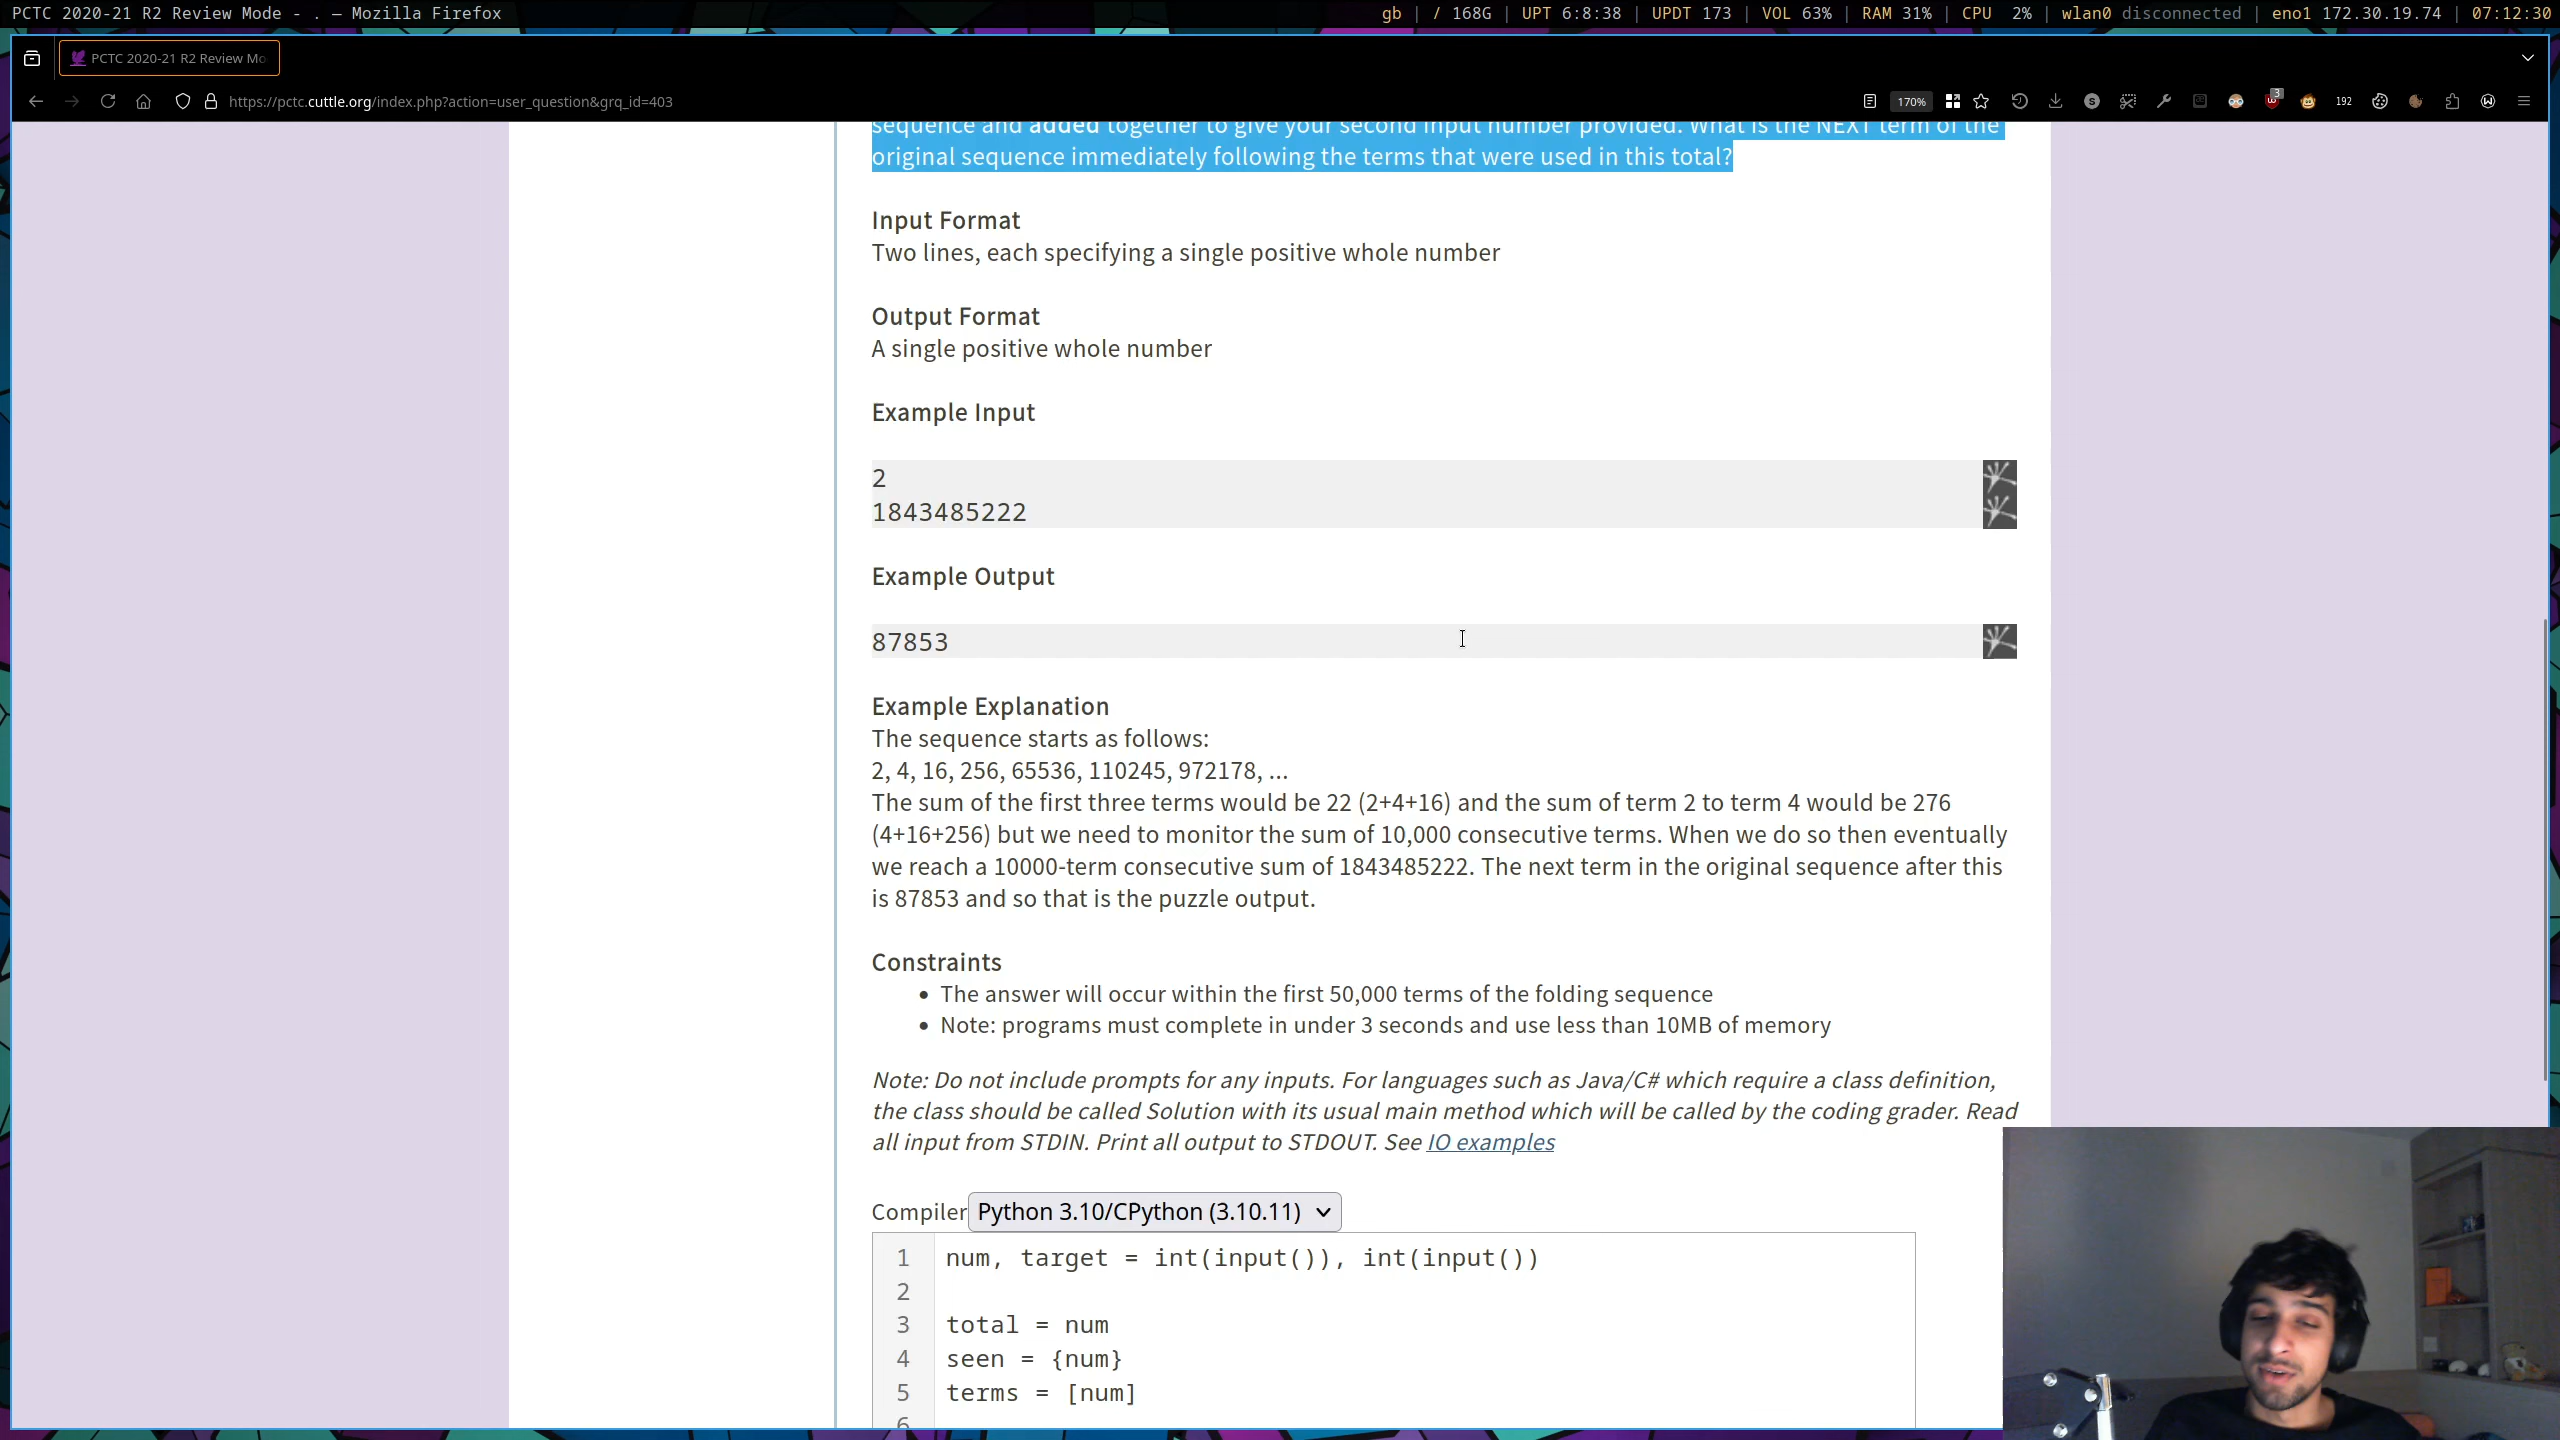 PCTC 2020-21 R2 Review Mode - . — Mozilla Firefox
gb | / 168G | UPT 6:8:38 | UPDT 173 | VOL 63% | RAM 31% | CPU 2% | wlan0 disconnected | eno1 172.30.19.74 | 07:12:30
PCTC 2020-21 R2 Review Mo
https://pctc.cuttle.org/index.php?action=user_question&grq_id=403
170%
3
192
sequence and added together to give your second input number provided. What is the NEXT term of the
original sequence immediately following the terms that were used in this total?
Input Format
Two lines, each specifying a single positive whole number
Output Format
A single positive whole number
Example Input
2
1843485222
Example Output
87853
Example Explanation
The sequence starts as follows:
2, 4, 16, 256, 65536, 110245, 972178, ...
The sum of the first three terms would be 22 (2+4+16) and the sum of term 2 to term 4 would be 276
(4+16+256) but we need to monitor the sum of 10,000 consecutive terms. When we do so then eventually
we reach a 10000-term consecutive sum of 1843485222. The next term in the original sequence after this
is 87853 and so that is the puzzle output.
Constraints
• The answer will occur within the first 50,000 terms of the folding sequence
• Note: programs must complete in under 3 seconds and use less than 10MB of memory
Note: Do not include prompts for any inputs. For languages such as Java/C# which require a class definition,
the class should be called Solution with its usual main method which will be called by the coding grader. Read
all input from STDIN. Print all output to STDOUT. See IO examples
Compiler Python 3.10/CPython (3.10.11)
1 num, target = int(input()), int(input())
2
3 total = num
4 seen = {num}
5 terms = [num]
6